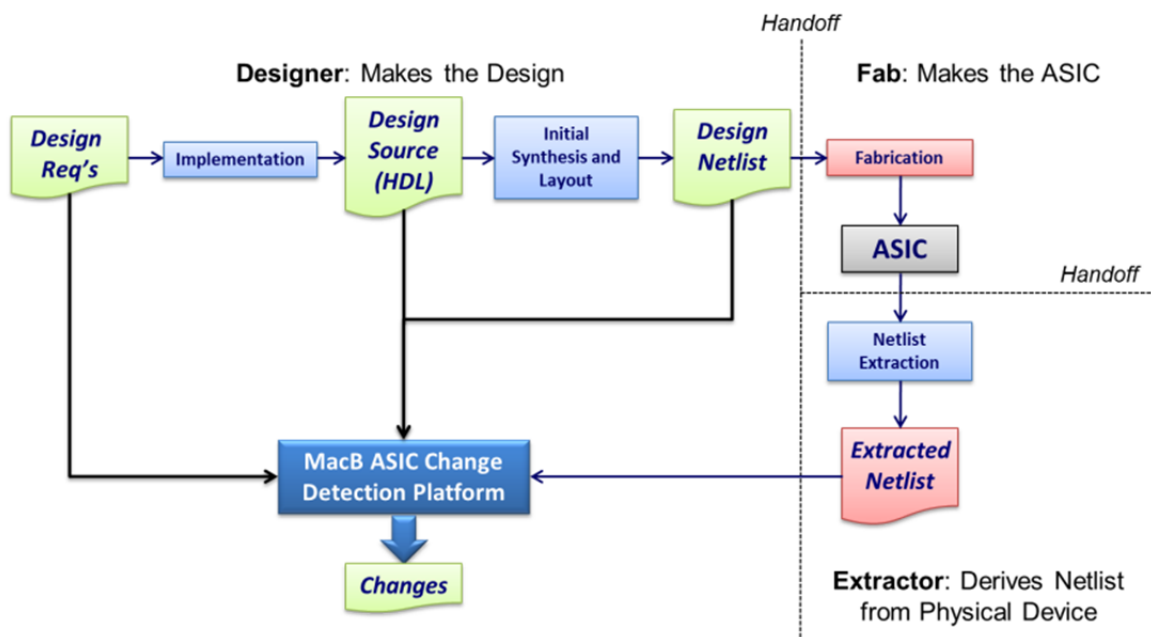 Handoff
Designer: Makes the Design
Fab: Makes the ASIC
Design
Req's
Implementation
Design
Source
(HDL)
Initial
Synthesis and
Layout
Design
Netlist
Fabrication
ASIC
Handoff
Netlist
Extraction
Extracted
Netlist
MacB ASIC Change
Detection Platform
Changes
Extractor: Derives Netlist
from Physical Device